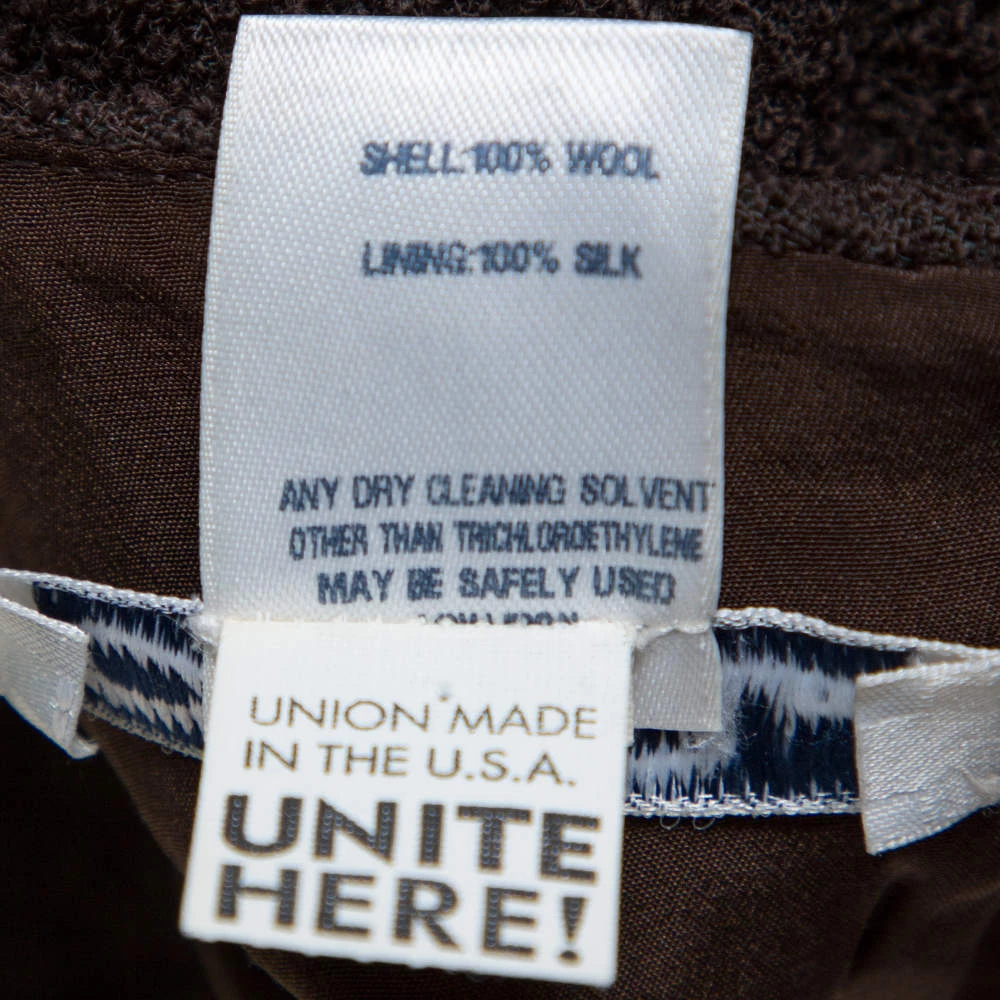 SHELL:100% WOOL
LINING:100% SILK
ANY DRY CLEANING SOLVENT
OTHER THAN TRICHLOROETHYLENE
MAY BE SAFELY USED
UNION MADE
IN THE U.S.A.
UNITE
HERE!